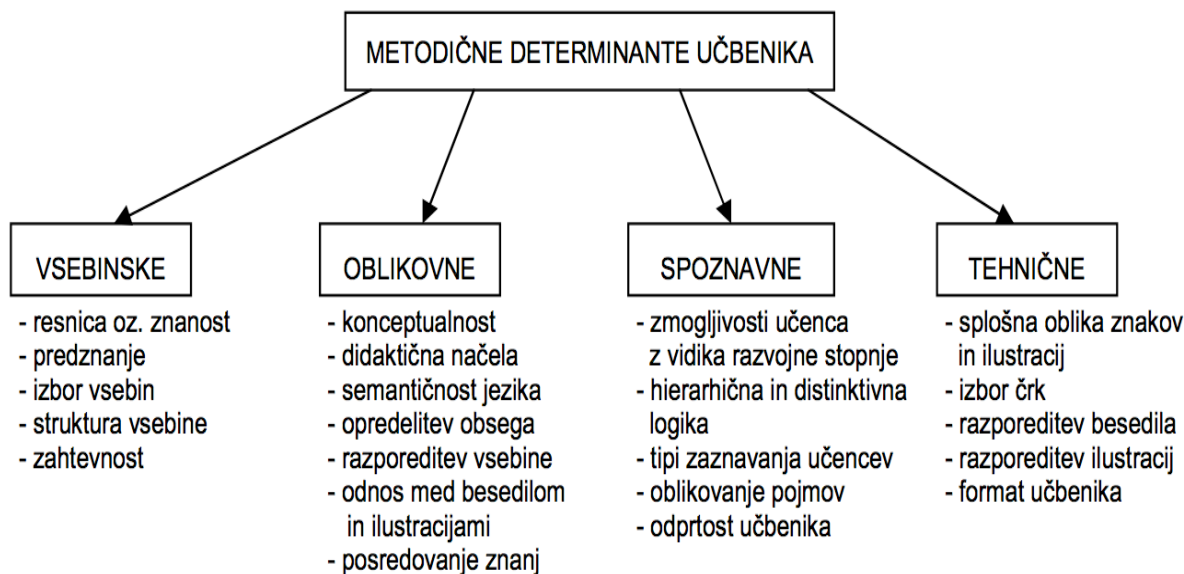 METODIČNE DETERMINANTE UČBENIKA
VSEBINSKE
- resnica oz. znanost
- predznanje
- izbor vsebin
- struktura vsebine
- zahtevnost
OBLIKOVNE
- konceptualnost
- didaktična načela
- semantičnost jezika
- opredelitev obsega
- razporeditev vsebine
- odnos med besedilom
in ilustracijami
- posredovanje znanj
SPOZNAVNE
- zmogljivosti učenca
z vidika razvojne stopnje
- hierarhična in distinktivna
logika
- tipi zaznavanja učencev
- oblikovanje pojmov
- odprtost učbenika
TEHNIČNE
- splošna oblika znakov
in ilustracij
- izbor črk
- razporeditev besedila
- razporeditev ilustracij
- format učbenika